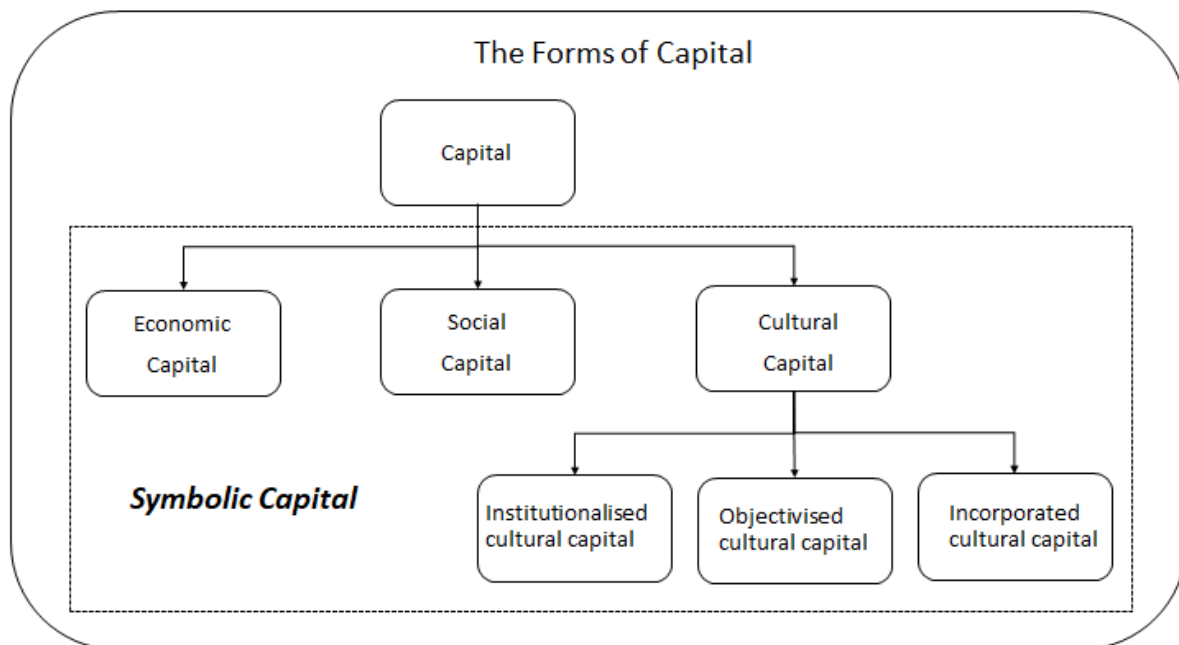 The Forms of Capital
Capital
Economic
Capital
Social
Capital
Cultural
Capital
Symbolic Capital
Institutionalised
cultural capital
Objectivised
cultural capital
Incorporated
cultural capital